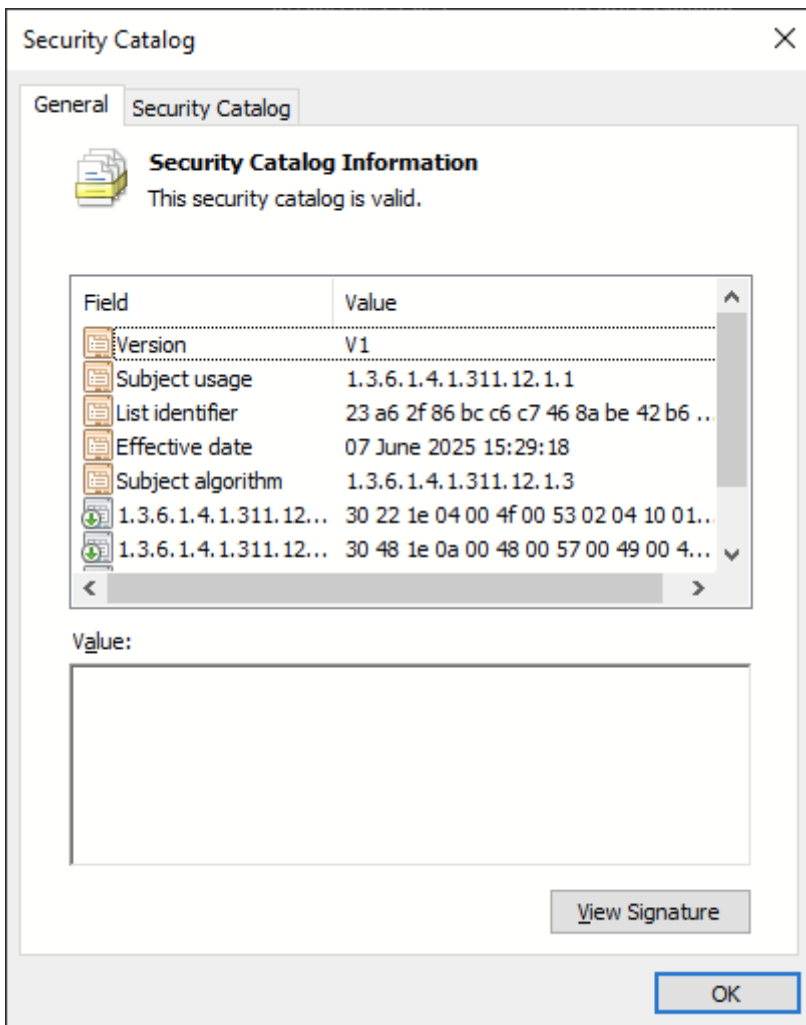 Security Catalog
General Security Catalog
Security Catalog Information
This security catalog is valid.
Field Value
Version V1
Subject usage 1.3.6.1.4.1.311.12.1.1
List identifier 23 a6 2f 86 bc c6 c7 46 8a be 42 b6 ...
Effective date 07 June 2025 15:29:18
Subject algorithm 1.3.6.1.4.1.311.12.1.3
1.3.6.1.4.1.311.12... 30 22 1e 04 00 4f 00 53 02 04 10 01...
1.3.6.1.4.1.311.12... 30 48 1e 0a 00 48 00 57 00 49 00 4...
Value:
View Signature
OK